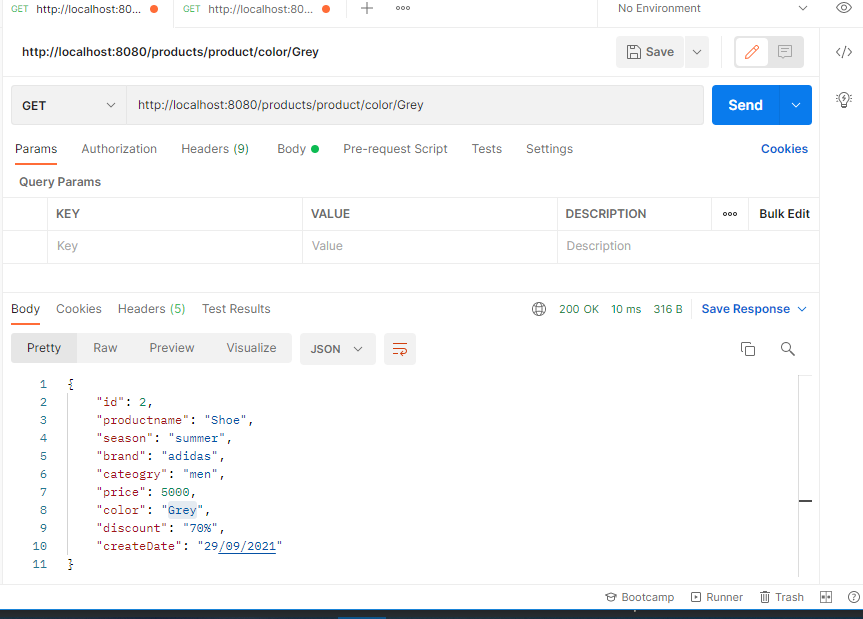 GET http://localhost:80... GET http://localhost:80... No Environment
http://localhost:8080/products/product/color/Grey Save
GET http://localhost:8080/products/product/color/Grey Send
Params Authorization Headers (9) Body Pre-request Script Tests Settings Cookies
Query Params
KEY VALUE DESCRIPTION Bulk Edit
Key Value Description
Body Cookies Headers (5) Test Results 200 OK 10 ms 316 B Save Response
Pretty Raw Preview Visualize JSON
1 {
2 "id": 2,
3 "productname": "Shoe",
4 "season": "summer",
5 "brand": "adidas",
6 "cateogry": "men",
7 "price": 5000,
8 "color": "Grey",
9 "discount": "70%",
10 "createDate": "29/09/2021"
11 }
Bootcamp Runner Trash